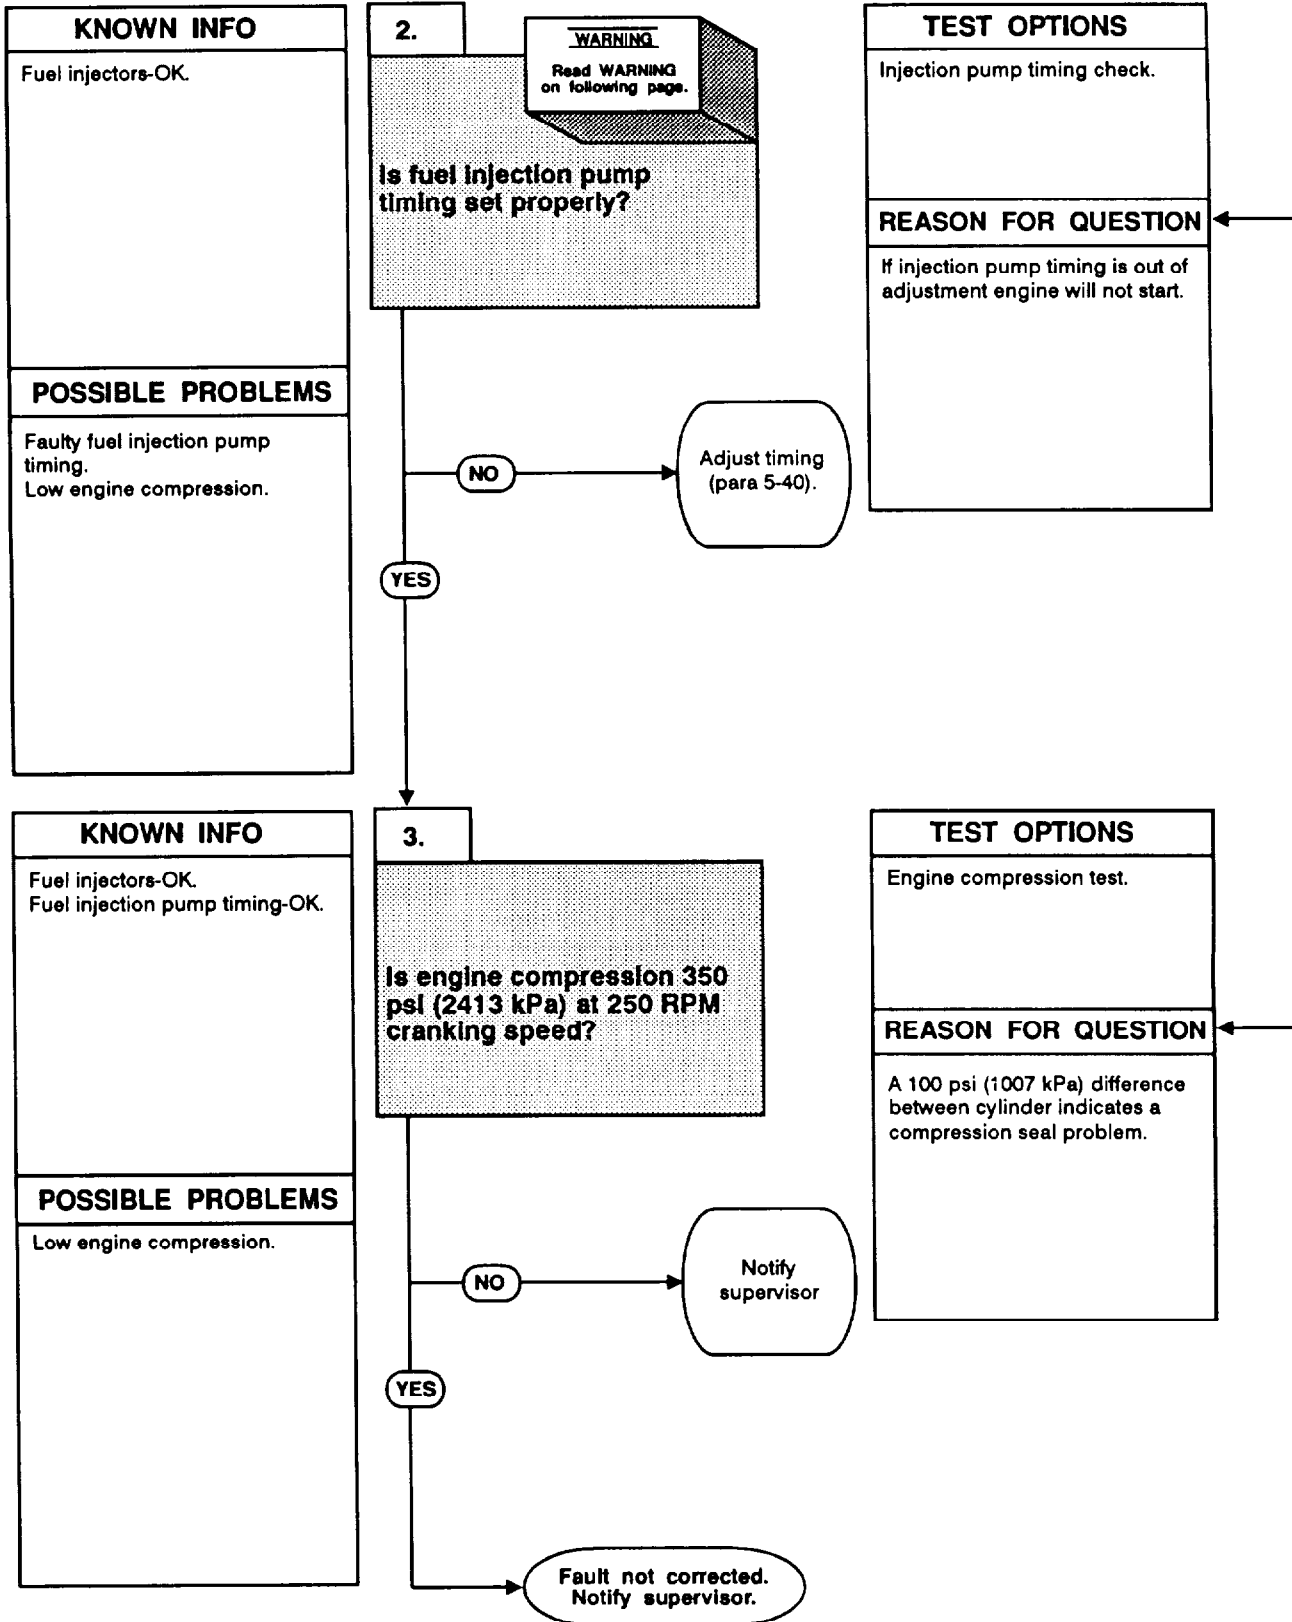 KNOWN INFO
Fuel injectors-OK.
POSSIBLE PROBLEMS
Faulty fuel injection pump
timing.
Low engine compression.
2.
WARNING
Read WARNING
on following page.
Is fuel injection pump
timing set properly?
NO
Adjust timing
(para 5-40).
YES
TEST OPTIONS
Injection pump timing check.
REASON FOR QUESTION
If injection pump timing is out of
adjustment engine will not start.
KNOWN INFO
Fuel injectors-OK.
Fuel injection pump timing-OK.
POSSIBLE PROBLEMS
Low engine compression.
3.
Is engine compression 350
psi (2413 kPa) at 250 RPM
cranking speed?
NO
Notify
supervisor
YES
Fault not corrected.
Notify supervisor.
TEST OPTIONS
Engine compression test.
REASON FOR QUESTION
A 100 psi (1007 kPa) difference
between cylinder indicates a
compression seal problem.